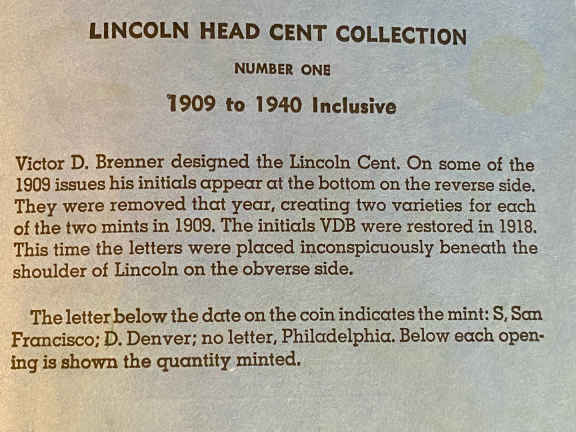 LINCOLN HEAD CENT COLLECTION
NUMBER ONE
1909 to 1940 Inclusive
Victor D. Brenner designed the Lincoln Cent. On some of the
1909 issues his initials appear at the bottom on the reverse side.
They were removed that year, creating two varieties for each
of the two mints in 1909. The initials VDB were restored in 1918.
This time the letters were placed inconspicuously beneath the
shoulder of Lincoln on the obverse side.
The letter below the date on the coin indicates the mint: S, San
Francisco; D. Denver; no letter, Philadelphia. Below each open-
ing is shown the quantity minted.